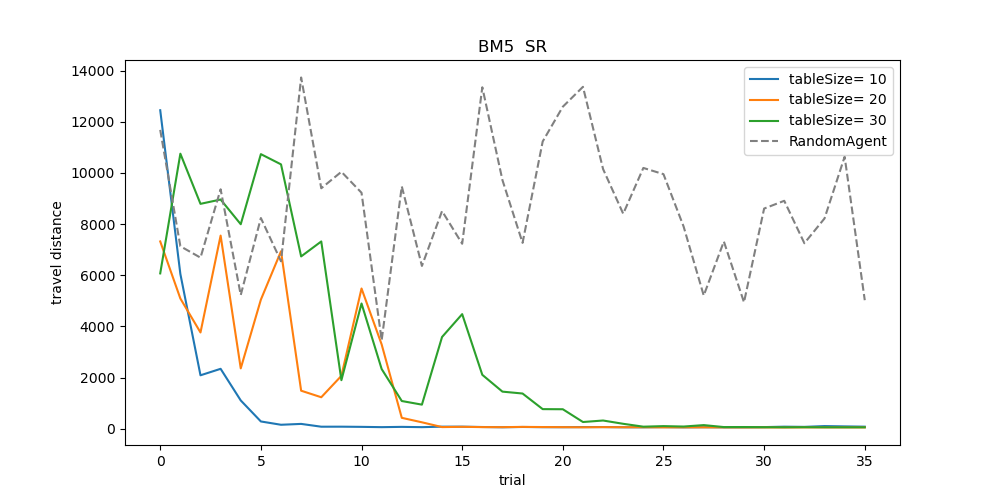 BM5  SR
travel distance
14000
12000
10000
8000
6000
4000
2000
0
tableSize= 10
tableSize= 20
tableSize= 30
RandomAgent
0 5 10 15 20 25 30 35
trial